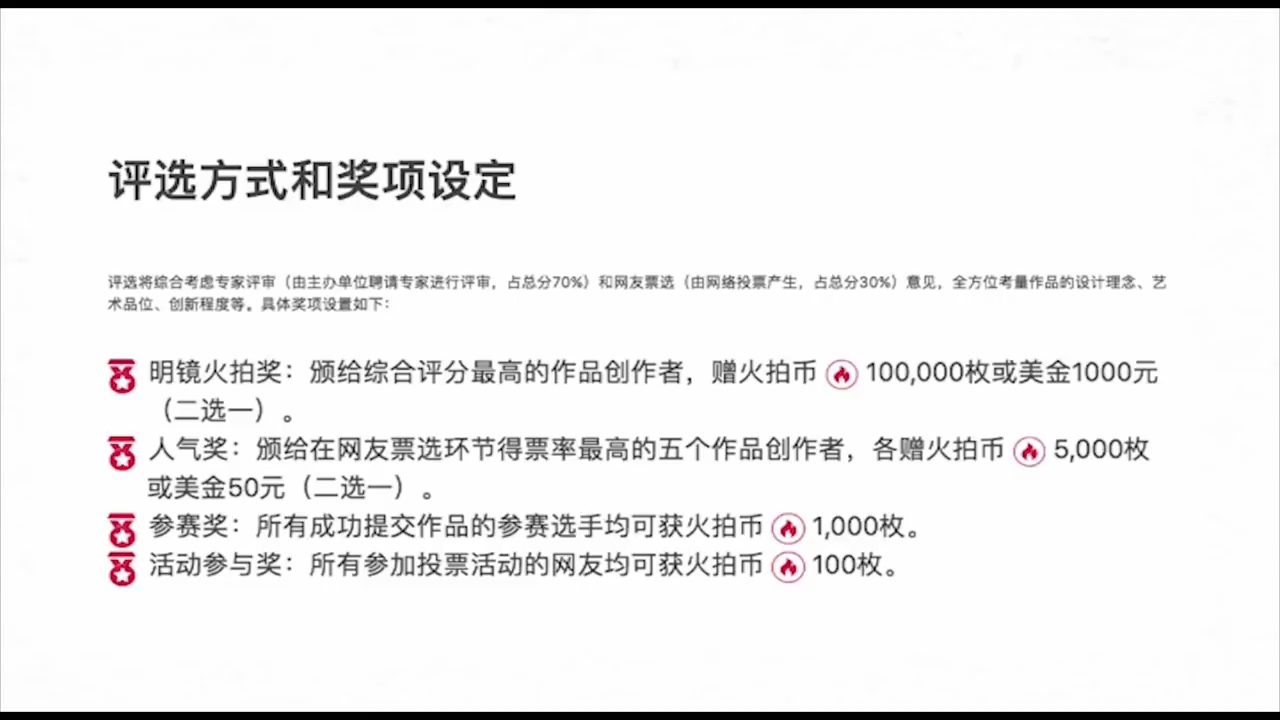 评选方式和奖项设定
评选将综合考虑专家评审（由主办单位聘请专家进行评审，占总分70%）和网友票选（由网络投票产生，占总分30%）意见，全方位考量作品的设计理念、艺
术品位、创新程度等。具体奖项设置如下：
明镜火拍奖：颁给综合评分最高的作品创作者，赠火拍币 100,000枚或美金1000元
（二选一）。
人气奖：颁给在网友票选环节得票率最高的五个作品创作者，各赠火拍币 5,000枚
或美金50元（二选一）。
参赛奖：所有成功提交作品的参赛选手均可获火拍币 1,000枚。
活动参与奖：所有参加投票活动的网友均可获火拍币 100枚。